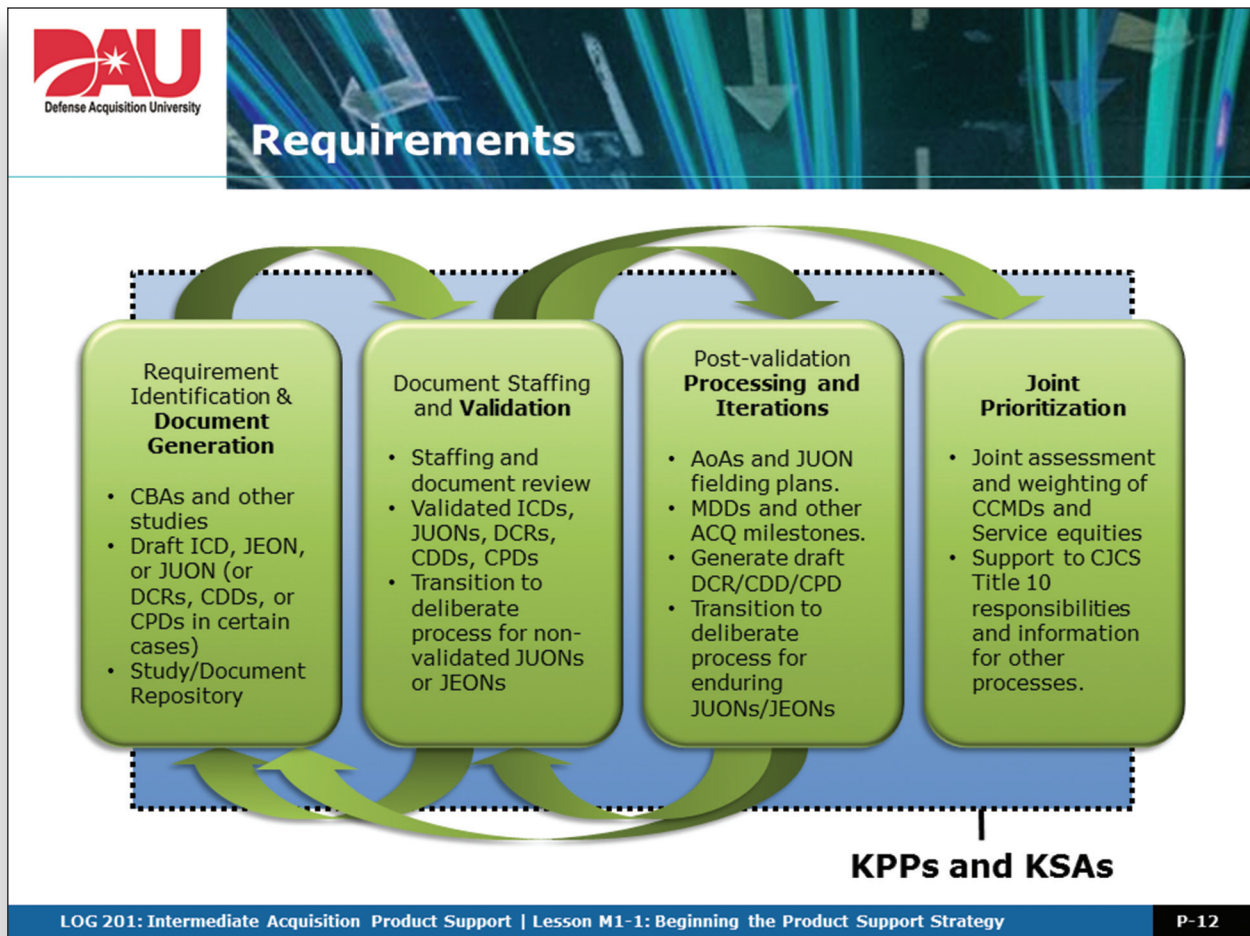 DAU
Defense Acquisition University
Requirements
Requirement
Identification &
Document
Generation
• CBAs and other
studies
• Draft ICD, JEON,
or JUON (or
DCRs, CDDs, or
CPDs in certain
cases)
• Study/Document
Repository
Document Staffing
and Validation
• Staffing and
document review
• Validated ICDs,
JUONs, DCRs,
CDDs, CPDs
• Transition to
deliberate
process for non-
validated JUONs
or JEONs
Post-validation
Processing and
Iterations
• AoAs and JUON
fielding plans.
• MDDs and other
ACQ milestones.
• Generate draft
DCR/CDD/CPD
• Transition to
deliberate
process for
enduring
JUONs/JEONs
Joint
Prioritization
• Joint assessment
and weighting of
CCMDs and
Service equities
• Support to CJCS
Title 10
responsibilities
and information
for other
processes.
KPPs and KSAs
LOG 201: Intermediate Acquisition Product Support | Lesson M1-1: Beginning the Product Support Strategy
P-12